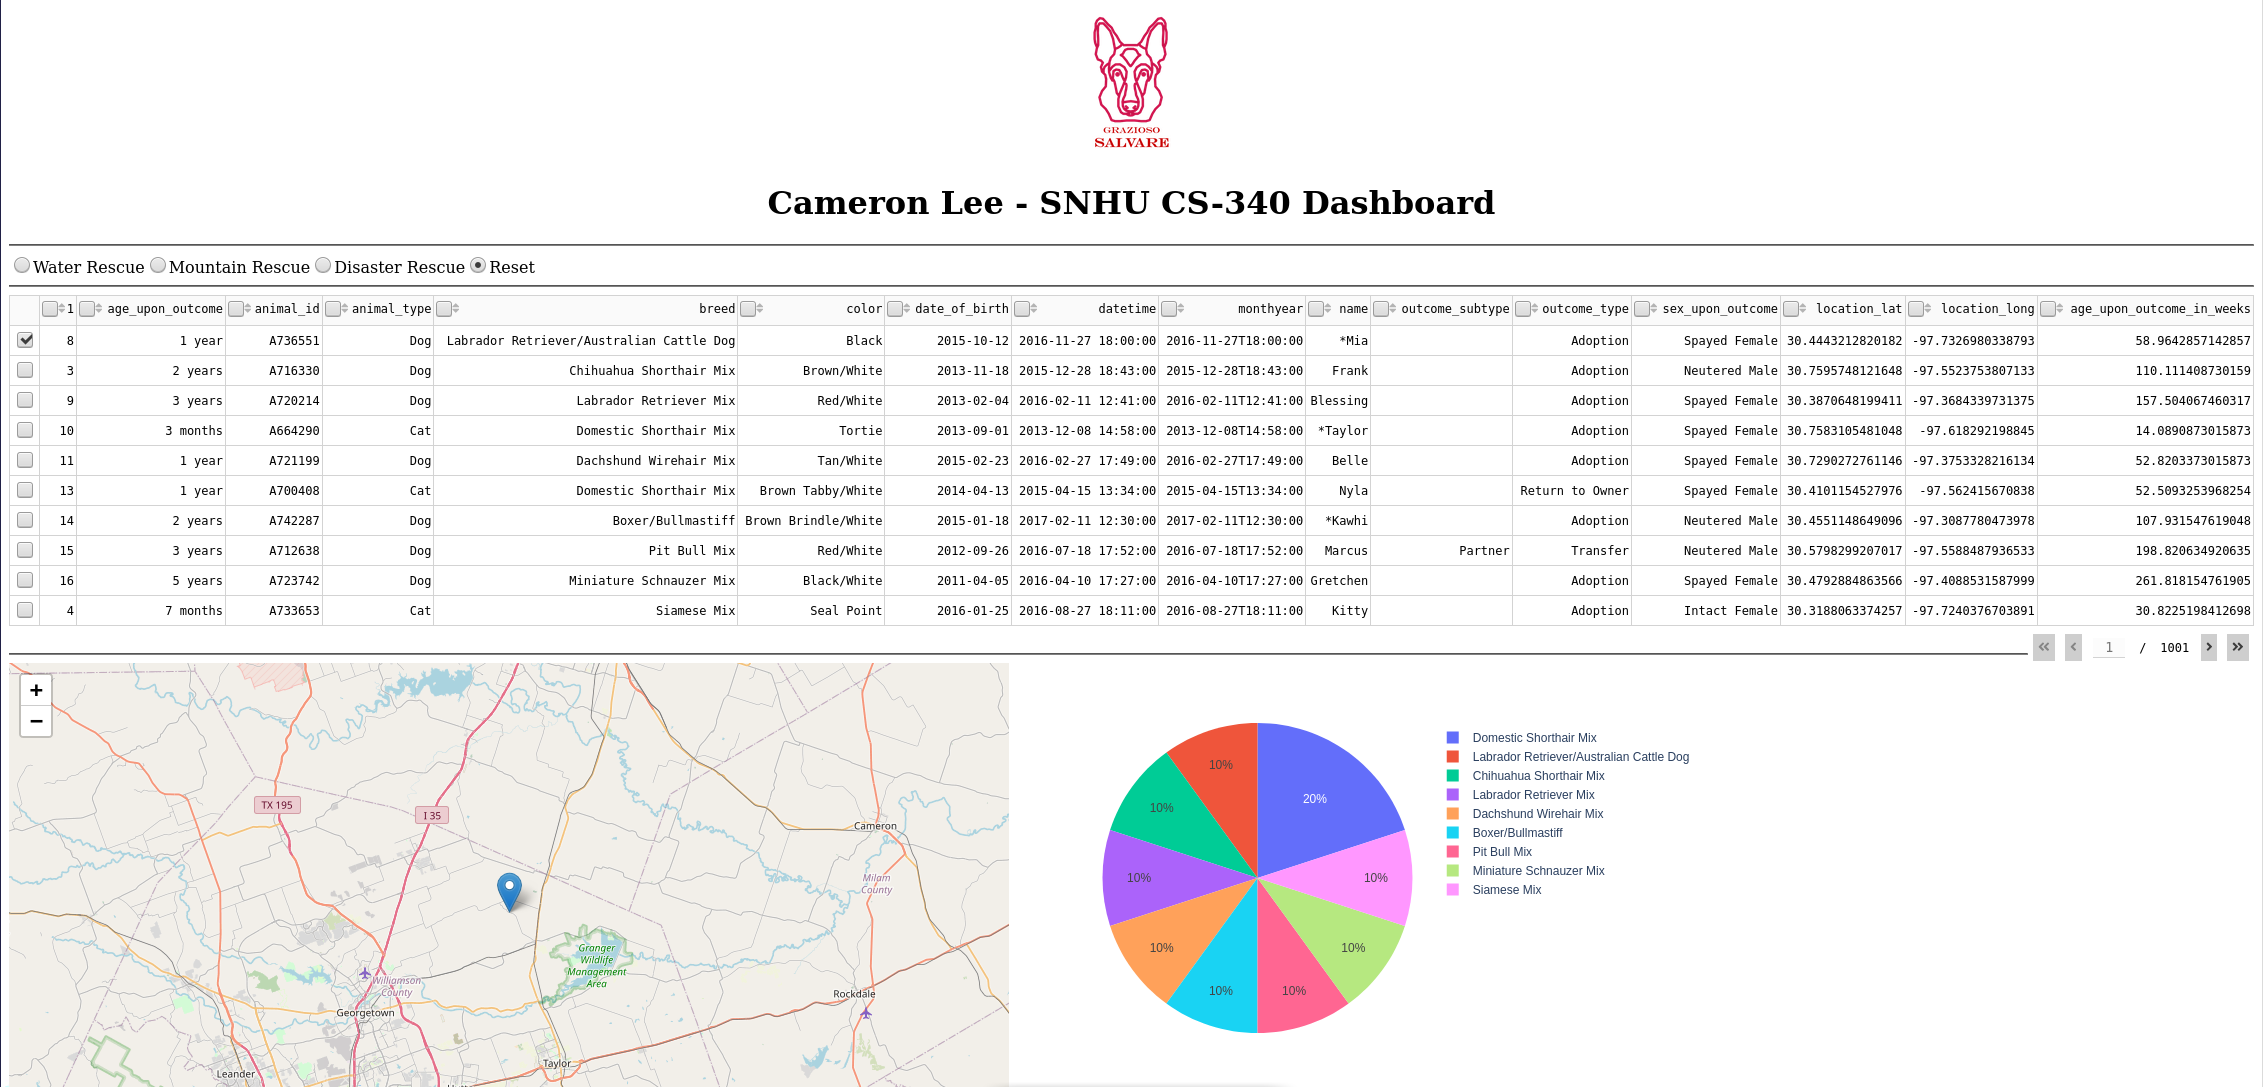 GRAZIOSO
SALVARE
Cameron Lee - SNHU CS-340 Dashboard
Water Rescue Mountain Rescue Disaster Rescue Reset
1 age_upon_outcome animal_id animal_type breed color date_of_birth datetime monthyear name outcome_subtype outcome_type sex_upon_outcome location_lat location_long age_upon_outcome_in_weeks
8 1 year A736551 Dog Labrador Retriever/Australian Cattle Dog Black 2015-10-12 2016-11-27 18:00:00 2016-11-27T18:00:00 *Mia Adoption Spayed Female 30.4443212820182 -97.7326980338793 58.9642857142857
3 2 years A716330 Dog Chihuahua Shorthair Mix Brown/White 2013-11-18 2015-12-28 18:43:00 2015-12-28T18:43:00 Frank Adoption Neutered Male 30.7595748121648 -97.5523753807133 110.111408730159
9 3 years A720214 Dog Labrador Retriever Mix Red/White 2013-02-04 2016-02-11 12:41:00 2016-02-11T12:41:00 Blessing Adoption Spayed Female 30.3870648199411 -97.3684339731375 157.504067460317
10 3 months A664290 Cat Domestic Shorthair Mix Tortie 2013-09-01 2013-12-08 14:58:00 2013-12-08T14:58:00 *Taylor Adoption Spayed Female 30.7583105481048 -97.618292198845 14.0890873015873
11 1 year A721199 Dog Dachshund Wirehair Mix Tan/White 2015-02-23 2016-02-27 17:49:00 2016-02-27T17:49:00 Belle Adoption Spayed Female 30.7290272761146 -97.3753328216134 52.8203373015873
13 1 year A700408 Cat Domestic Shorthair Mix Brown Tabby/White 2014-04-13 2015-04-15 13:34:00 2015-04-15T13:34:00 Nyla Return to Owner Spayed Female 30.4101154527976 -97.562415670838 52.5093253968254
14 2 years A742287 Dog Boxer/Bullmastiff Brown Brindle/White 2015-01-18 2017-02-11 12:30:00 2017-02-11T12:30:00 *Kawhi Adoption Neutered Male 30.4551148649096 -97.3087780473978 107.931547619048
15 3 years A712638 Dog Pit Bull Mix Red/White 2012-09-26 2016-07-18 17:52:00 2016-07-18T17:52:00 Marcus Partner Transfer Neutered Male 30.5798299207017 -97.5588487936533 198.820634920635
16 5 years A723742 Dog Miniature Schnauzer Mix Black/White 2011-04-05 2016-04-10 17:27:00 2016-04-10T17:27:00 Gretchen Adoption Spayed Female 30.4792884863566 -97.4088531587999 261.818154761905
4 7 months A733653 Cat Siamese Mix Seal Point 2016-01-25 2016-08-27 18:11:00 2016-08-27T18:11:00 Kitty Adoption Intact Female 30.3188063374257 -97.7240376703891 30.8225198412698
1 / 1001
+
−
TX 195
I 35
Cameron
Milam
County
Granger
Wildlife
Management
Area
Williamson
County
Rockdale
Georgetown
Taylor
Leander
10%
20%
10%
10%
10%
10%
10%
10%
10%
Domestic Shorthair Mix
Labrador Retriever/Australian Cattle Dog
Chihuahua Shorthair Mix
Labrador Retriever Mix
Dachshund Wirehair Mix
Boxer/Bullmastiff
Pit Bull Mix
Miniature Schnauzer Mix
Siamese Mix